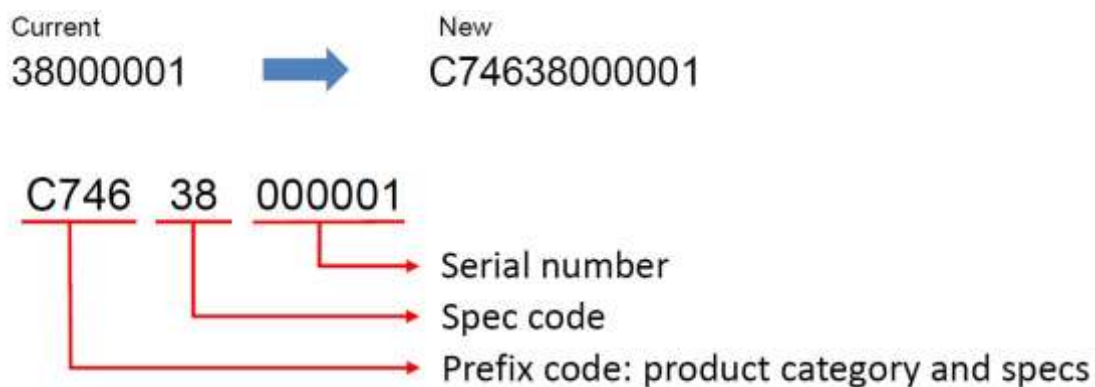 Current New
38000001 C74638000001
C746 38 000001
Serial number
Spec code
Prefix code: product category and specs